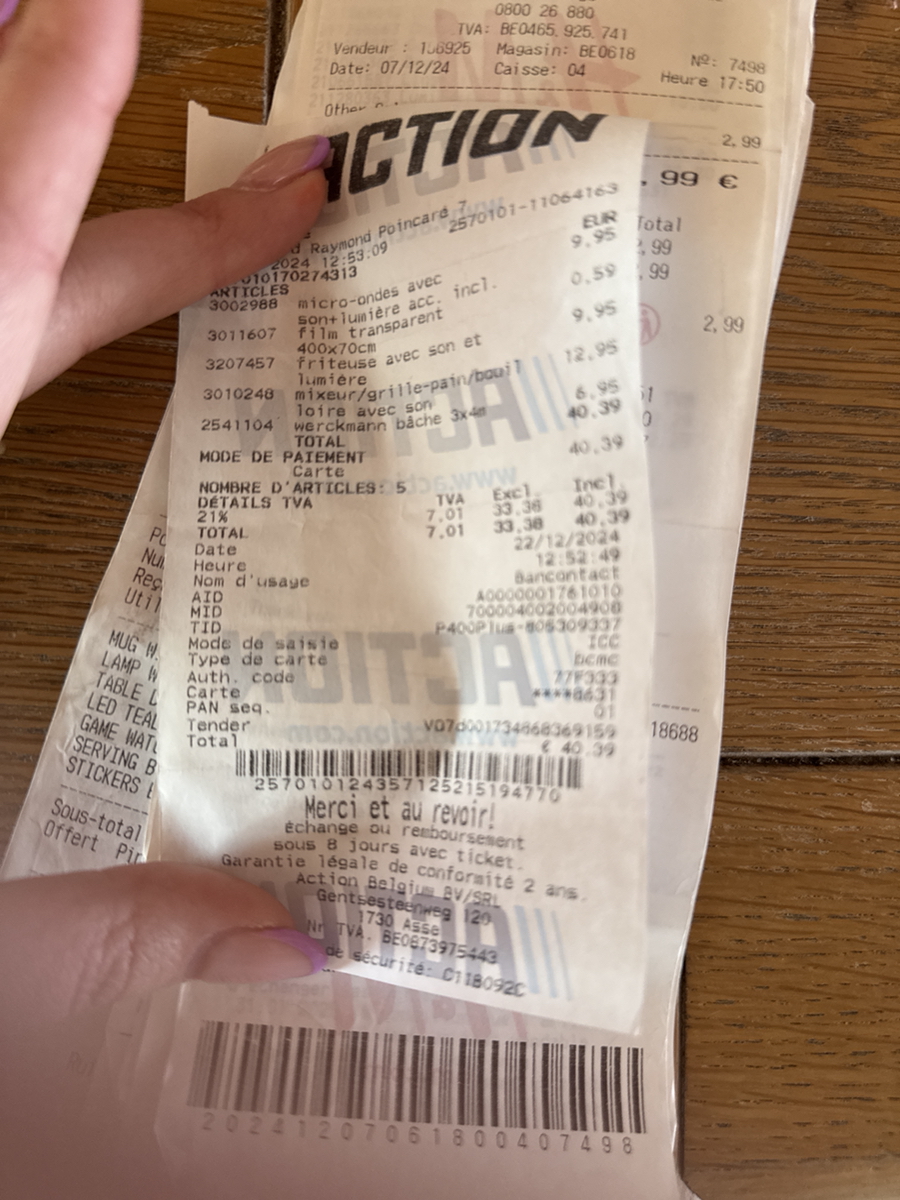 0800 26 880
TVA: BE0465.925.741
Vendeur : 106925 Magasin: BE0618 Nº: 7498
Date: 07/12/24 Caisse: 04 Heure 17:50
Other
2,99
.99 €
Total
,99
,99
2,99
18688
ACTION
d Raymond Poincaré 7
2570101-11064163
2024 12:53:09
010170274313
EUR
ARTICLES
3002988 micro-ondes avec 9.95
son+lumière acc. incl.
3011607 film transparent 0.59
400x70cm
3207457 friteuse avec son et 9.95
lumière
3010248 mixeur/grille-pain/bouil 12.95
loire avec son
2541104 werckmann bâche 3x4m 6.95
TOTAL 40.39
MODE DE PAIEMENT
Carte 40.39
NOMBRE D'ARTICLES: 5
DÉTAILS TVA TVA Excl. Incl.
21% 7.01 33.38 40.39
TOTAL 7.01 33.38 40.39
Date 22/12/2024
Heure 12:52:49
Nom d'usage Bancontact
AID A0000001761010
MID 700004002004908
TID P400Plus-805309337
Mode de saisie ICC
Type de carte bcmc
Auth. code 77F333
Carte ****8631
PAN seq. 01
Tender V07d001734868369159
Total € 40.39
257010124357125215194770
Merci et au revoir!
échange ou remboursement
sous 8 jours avec ticket.
Garantie légale de conformité 2 ans.
Action Belgium BV/SRL
Gentsesteenweg 120
1730 Asse
Nr TVA. BE0873975443
de sécurité: C11B092C
MUG W
LAMP W
TABLE
LED TEAL
GAME WATC
SERVING B
STICKERS
Sous-total
Offert
2024120706180040​7498